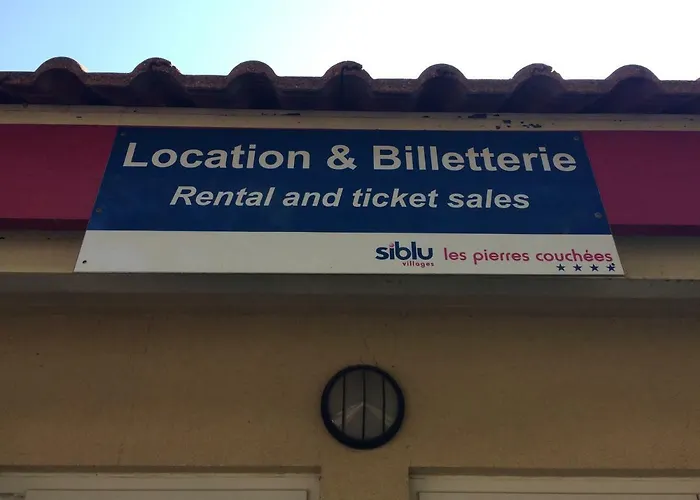 Location & Billetterie
Rental and ticket sales
siblu les pierres couchées
villages